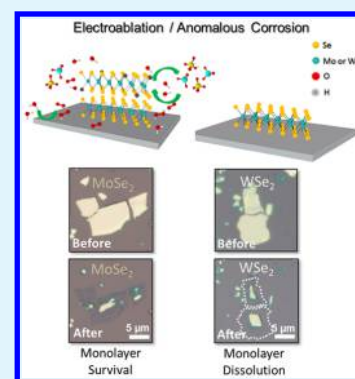 Electroablation / Anomalous Corrosion
Se
Mo or W
O
H
MoSe₂
Before
WSe₂
Before
MoSe₂
After
5 μm
WSe₂
After
5 μm
Monolayer
Survival
Monolayer
Dissolution